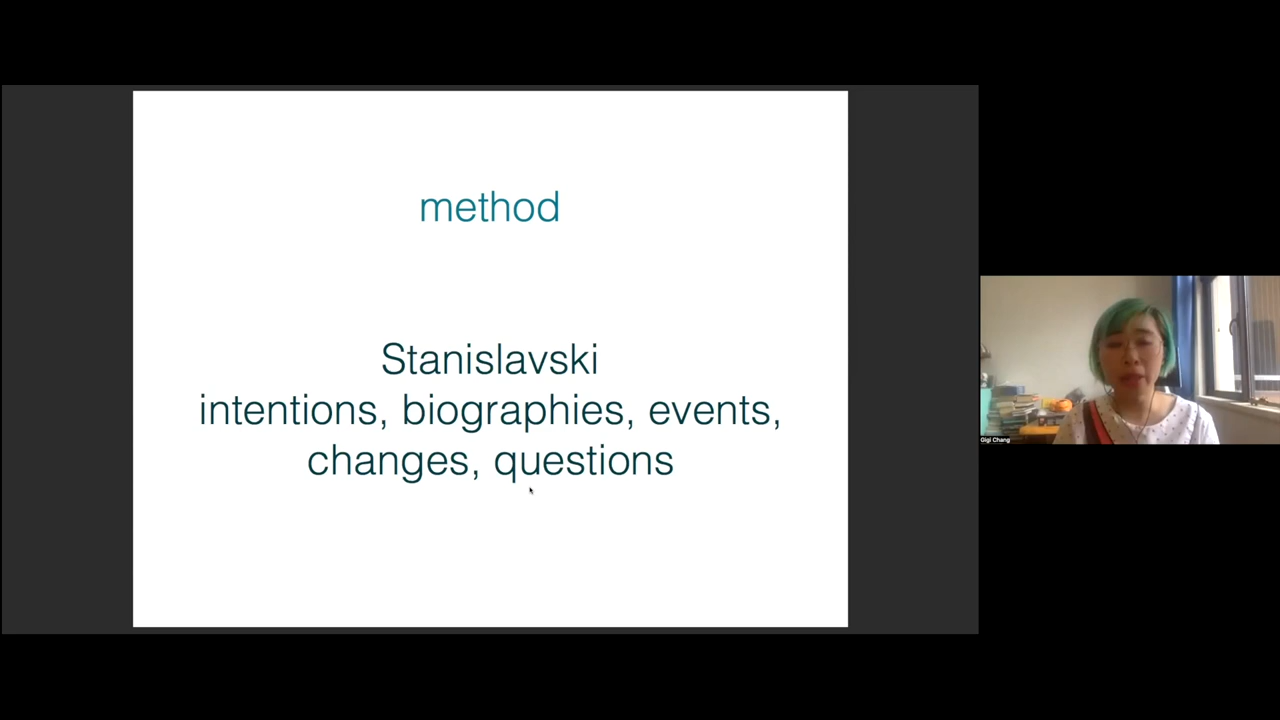 method
Stanislavski
intentions, biographies, events,
changes, questions
Gigi Chang